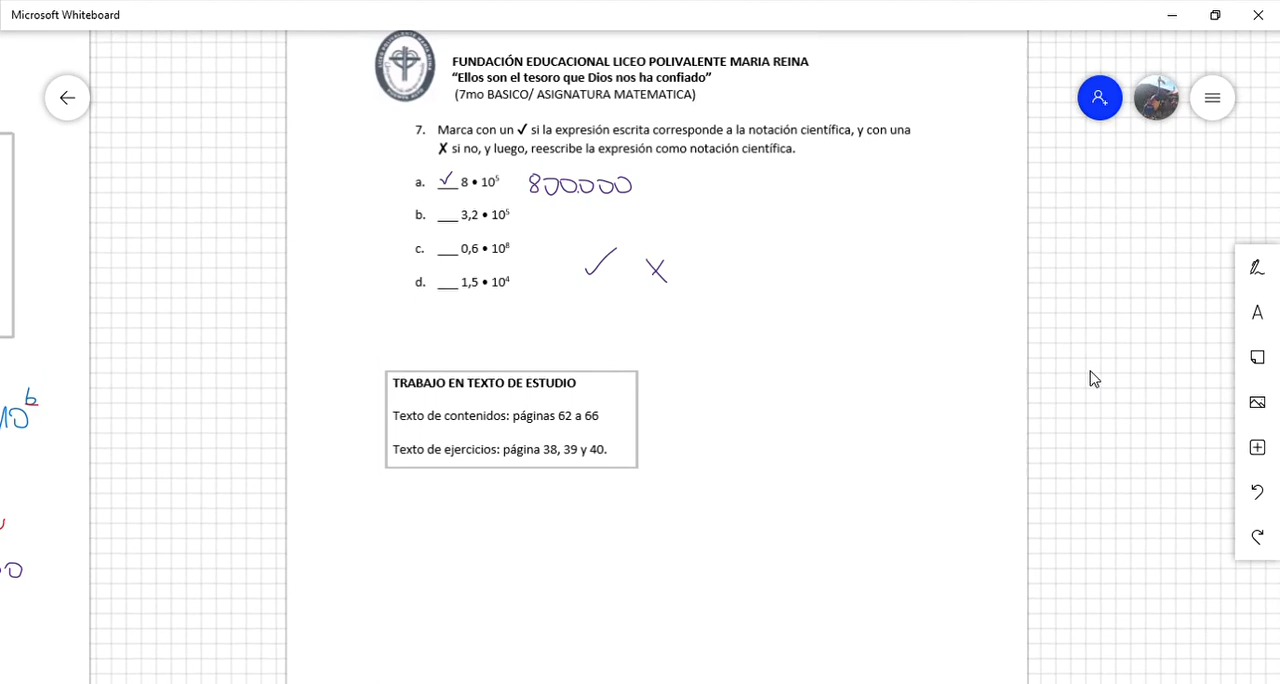 Microsoft Whiteboard
FUNDACIÓN EDUCACIONAL LICEO POLIVALENTE MARIA REINA
“Ellos son el tesoro que Dios nos ha confiado”
(7mo BASICO/ ASIGNATURA MATEMATICA)
7. Marca con un ✓ si la expresión escrita corresponde a la notación científica, y con una
✗ si no, y luego, reescribe la expresión como notación científica.
a. ✓ 8 • 10⁵ 800.000
b. ___ 3,2 • 10⁵
c. ___ 0,6 • 10⁸
✓ X
d. ___ 1,5 • 10⁴
TRABAJO EN TEXTO DE ESTUDIO
Texto de contenidos: páginas 62 a 66
Texto de ejercicios: página 38, 39 y 40.
10⁶